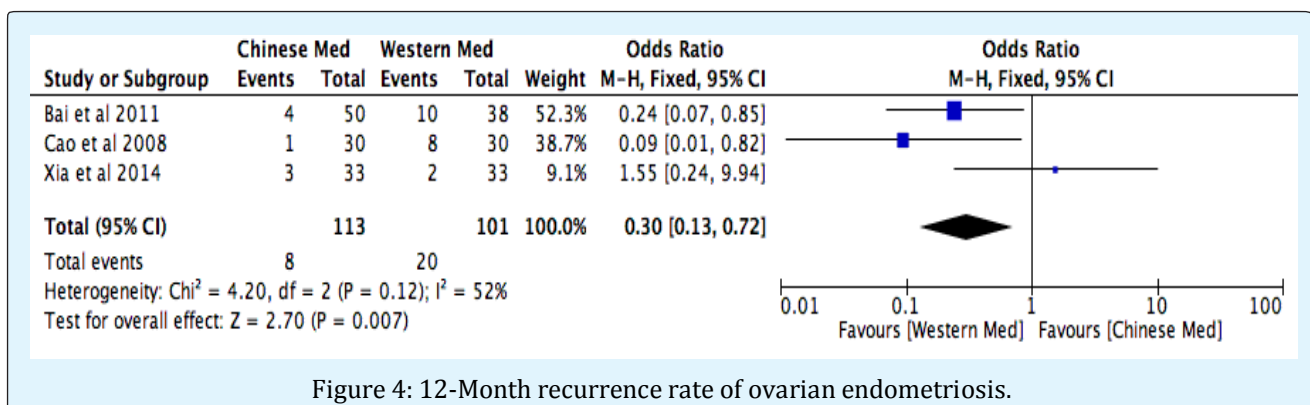 Chinese Med Western Med Odds Ratio Odds Ratio
Study or Subgroup Events Total Events Total Weight M-H, Fixed, 95% CI M-H, Fixed, 95% CI
Bai et al 2011 4 50 10 38 52.3% 0.24 [0.07, 0.85]
Cao et al 2008 1 30 8 30 38.7% 0.09 [0.01, 0.82]
Xia et al 2014 3 33 2 33 9.1% 1.55 [0.24, 9.94]
Total (95% CI) 113 101 100.0% 0.30 [0.13, 0.72]
Total events 8 20
Heterogeneity: Chi² = 4.20, df = 2 (P = 0.12); I² = 52%
Test for overall effect: Z = 2.70 (P = 0.007)
0.01 0.1 1 10 100
Favours [Western Med] Favours [Chinese Med]
Figure 4: 12-Month recurrence rate of ovarian endometriosis.